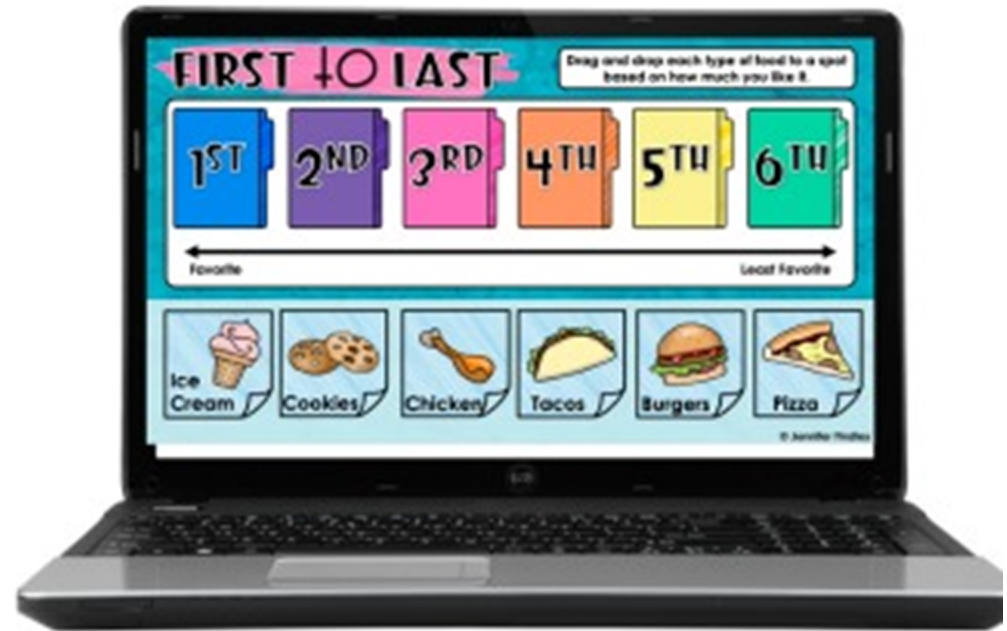 FIRST TO LAST
Drag and drop each type of food to a spot
based on how much you like it.
1ST
2ND
3RD
4TH
5TH
6TH
Favorite
Least Favorite
Ice
Cream
Cookies
Chicken
Tacos
Burgers
Pizza
© Jennifer Findley